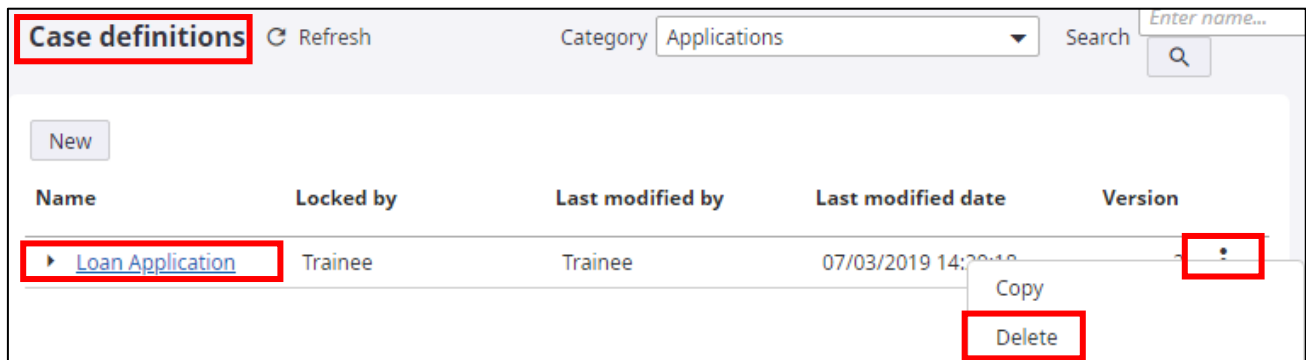 Enter name...
Case definitions Refresh Category Applications Search
New
Name Locked by Last modified by Last modified date Version
Loan Application Trainee Trainee 07/03/2019
Copy
Delete